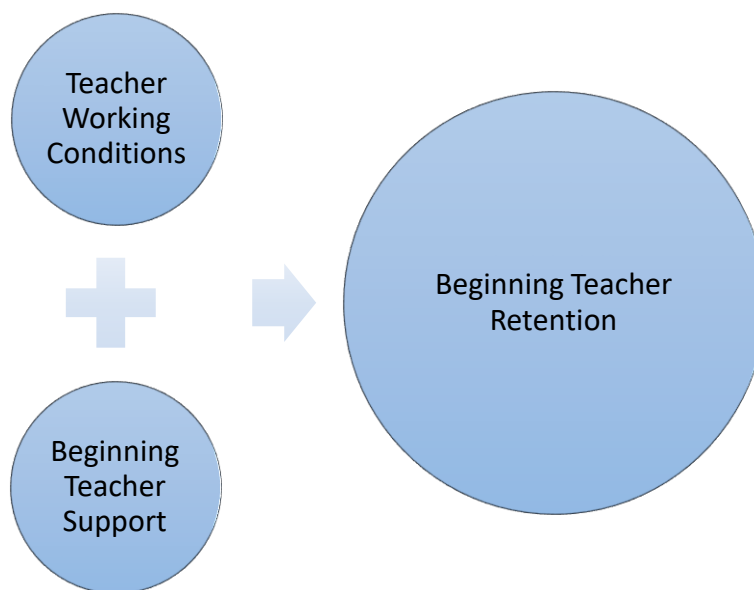 Teacher
Working
Conditions
Beginning
Teacher
Support
Beginning Teacher
Retention